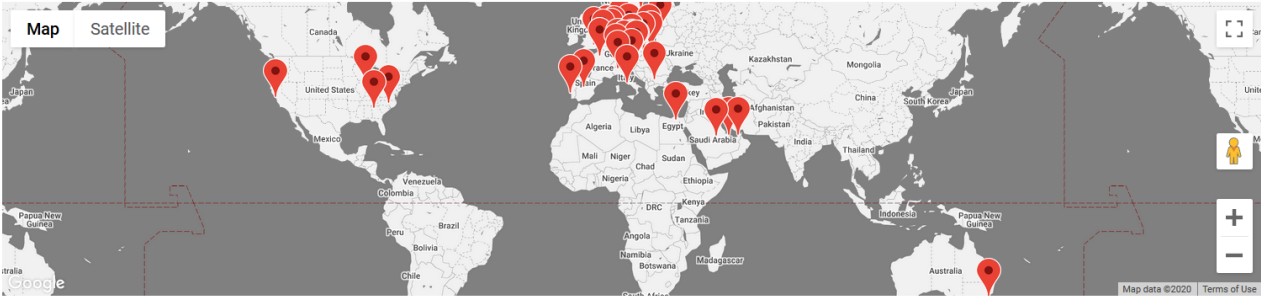 Map
Satellite
Canada
United States
Mexico
Venezuela
Colombia
Peru
Brazil
Bolivia
Chile
Papua New
Guinea
Japan
Google
Ukraine
Spain
Algeria
Libya
Egypt
Mali
Niger
Chad
Sudan
Nigeria
Ethiopia
DRC
Kenya
Tanzania
Angola
Namibia
Botswana
Madagascar
Saudi Arabia
Afghanistan
Pakistan
Kazakhstan
Mongolia
China
South Korea
Japan
India
Thailand
Indonesia
Papua New
Guinea
Australia
Map data ©2020
Terms of Use